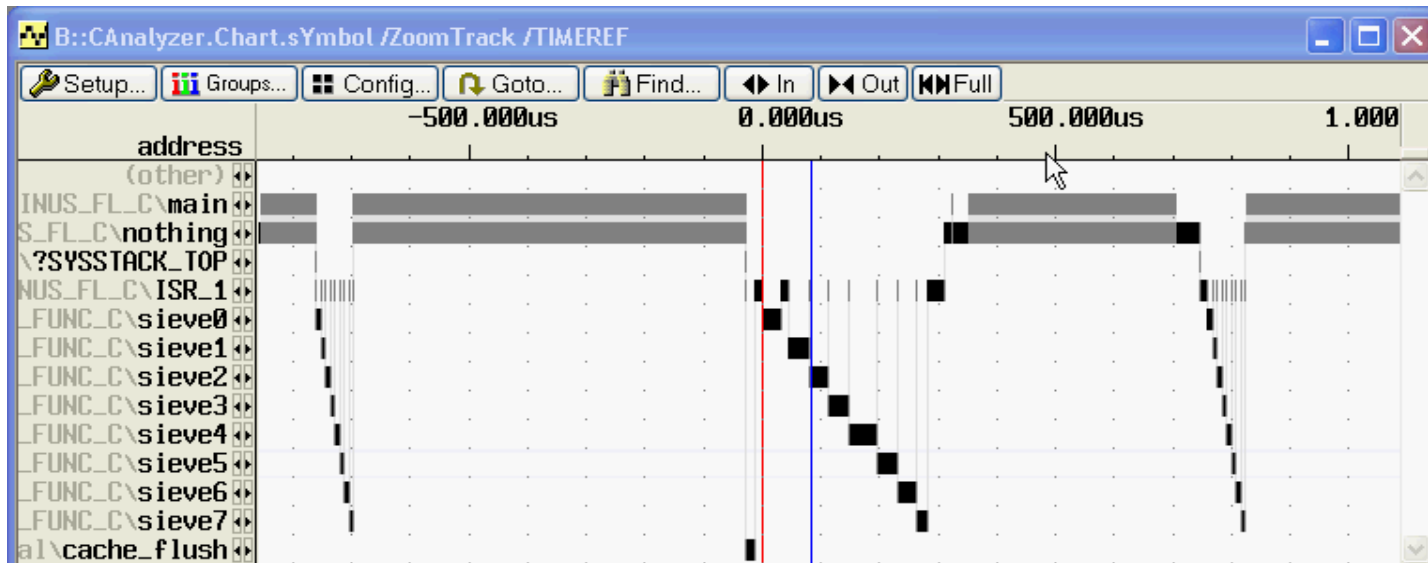 B::CAnalyzer.Chart.sYmbol /ZoomTrack /TIMEREF
Setup... Groups... Config... Goto... Find... In Out Full
-500.000us 0.000us 500.000us 1.000
address
(other)
INUS_FL_C\main
S_FL_C\nothing
\?SYSSTACK_TOP
NUS_FL_C\ISR_1
_FUNC_C\sieve0
_FUNC_C\sieve1
_FUNC_C\sieve2
_FUNC_C\sieve3
_FUNC_C\sieve4
_FUNC_C\sieve5
_FUNC_C\sieve6
_FUNC_C\sieve7
al\cache_flush